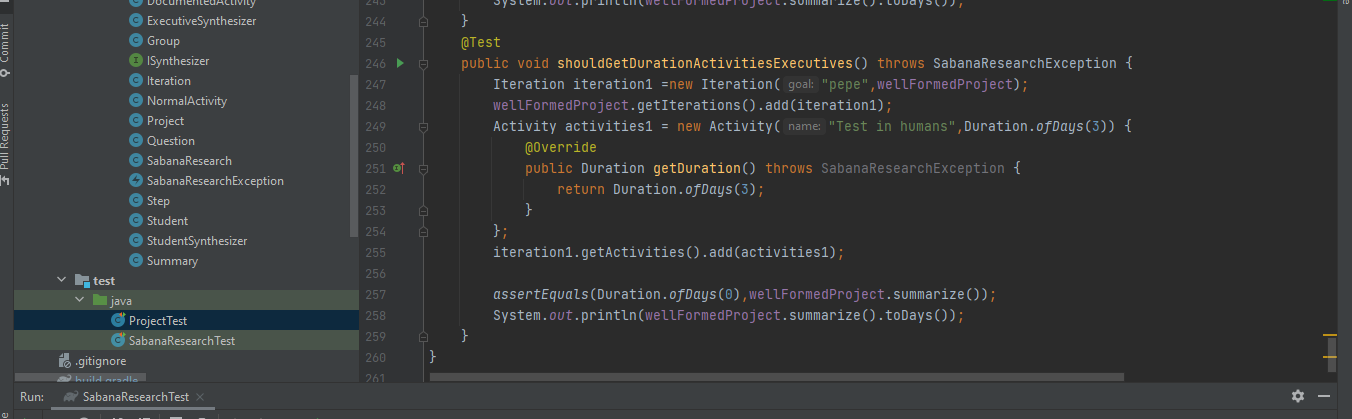 DocumentedActivity
ExecutiveSynthesizer
Group
ISynthesizer
Iteration
NormalActivity
Project
Question
SabanaResearch
SabanaResearchException
Step
Student
StudentSynthesizer
Summary
test
java
ProjectTest
SabanaResearchTest
.gitignore
build.gradle
Commit
Pull Requests
243 System.out.println(wellFormedProject.summarize().toDays());
244 }
245 @Test
246 public void shouldGetDurationActivitiesExecutives() throws SabanaResearchException {
247 Iteration iteration1 =new Iteration( goal: "pepe",wellFormedProject);
248 wellFormedProject.getIterations().add(iteration1);
249 Activity activities1 = new Activity( name: "Test in humans",Duration.ofDays(3)) {
250 @Override
251 public Duration getDuration() throws SabanaResearchException {
252 return Duration.ofDays(3);
253 }
254 };
255 iteration1.getActivities().add(activities1);
256
257 assertEquals(Duration.ofDays(0),wellFormedProject.summarize());
258 System.out.println(wellFormedProject.summarize().toDays());
259 }
260 }
261
Run: SabanaResearchTest